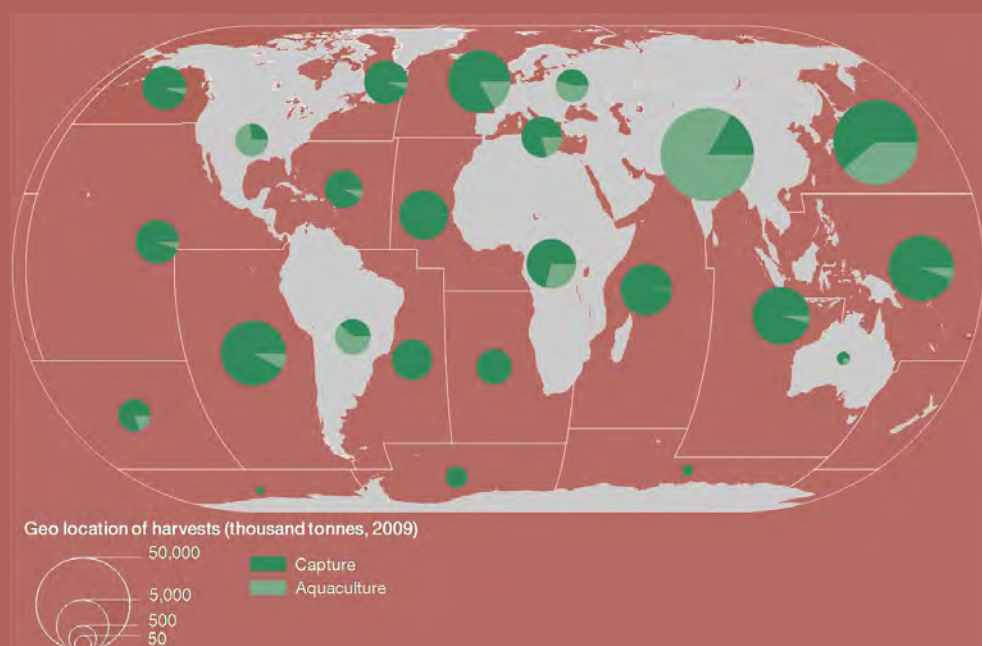 Geo location of harvests (thousand tonnes, 2009)
50,000
5,000
500
50
Capture
Aquaculture